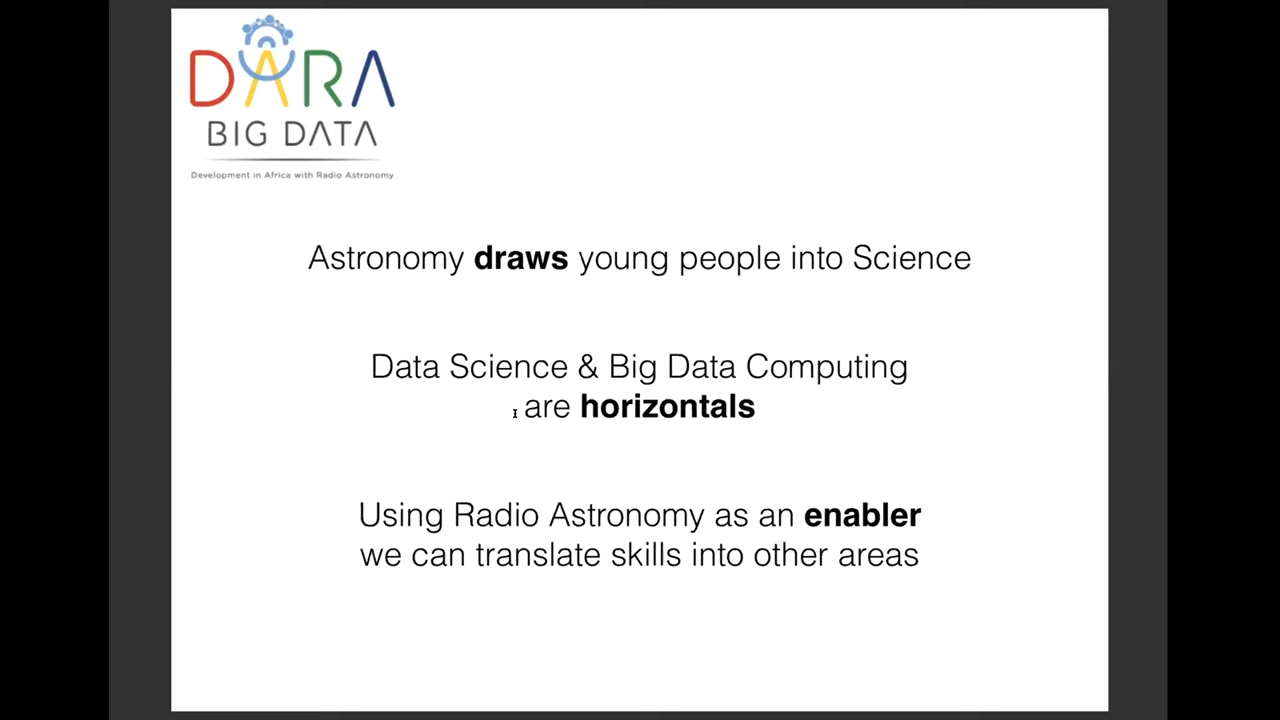 DARA
BIG DATA
Development in Africa with Radio Astronomy
Astronomy draws young people into Science
Data Science & Big Data Computing
are horizontals
Using Radio Astronomy as an enabler
we can translate skills into other areas